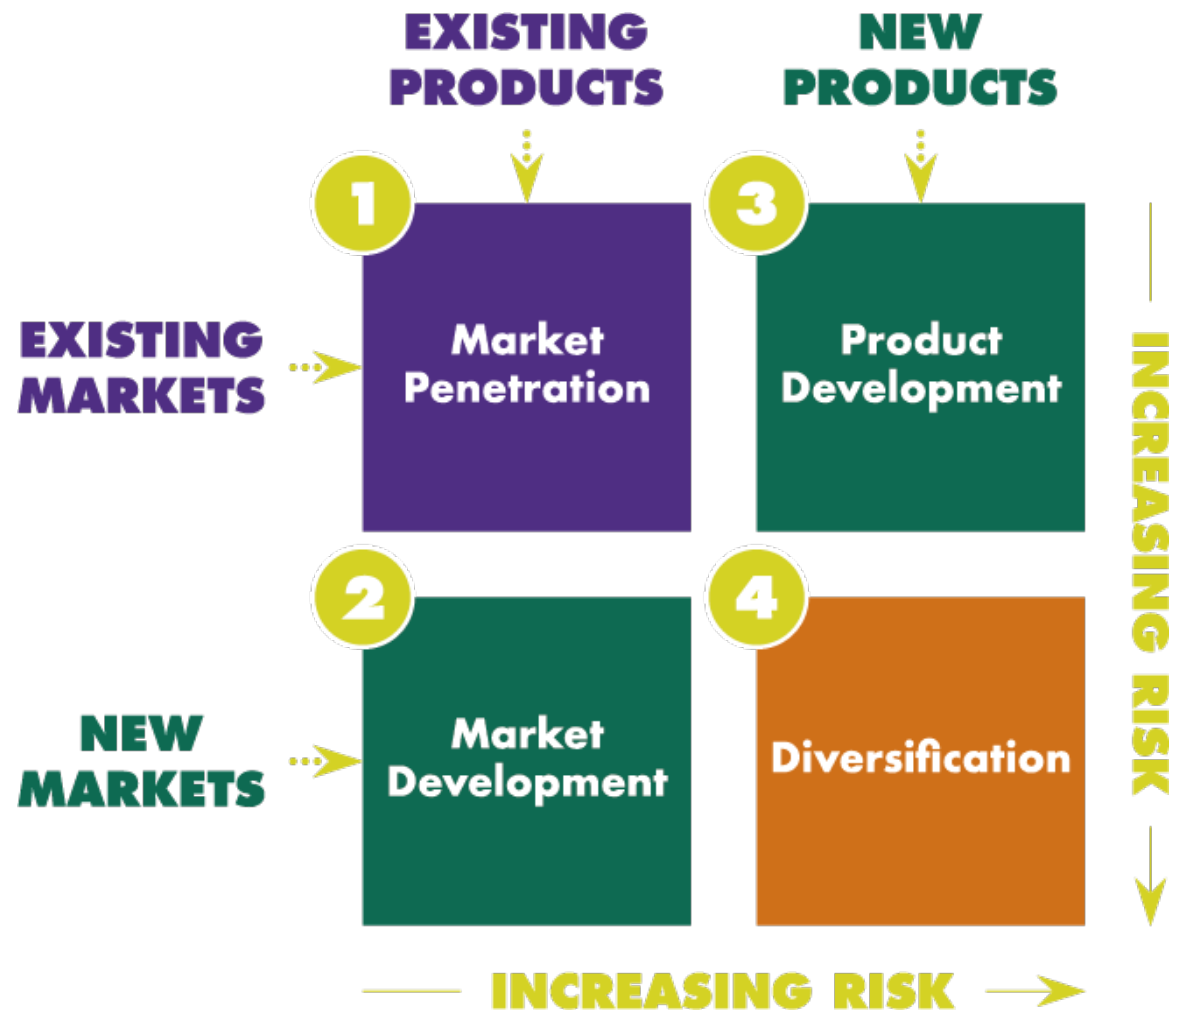 EXISTING
PRODUCTS
NEW
PRODUCTS
1
3
EXISTING
MARKETS
Market
Penetration
Product
Development
2
4
NEW
MARKETS
Market
Development
Diversification
INCREASING RISK
INCREASING RISK